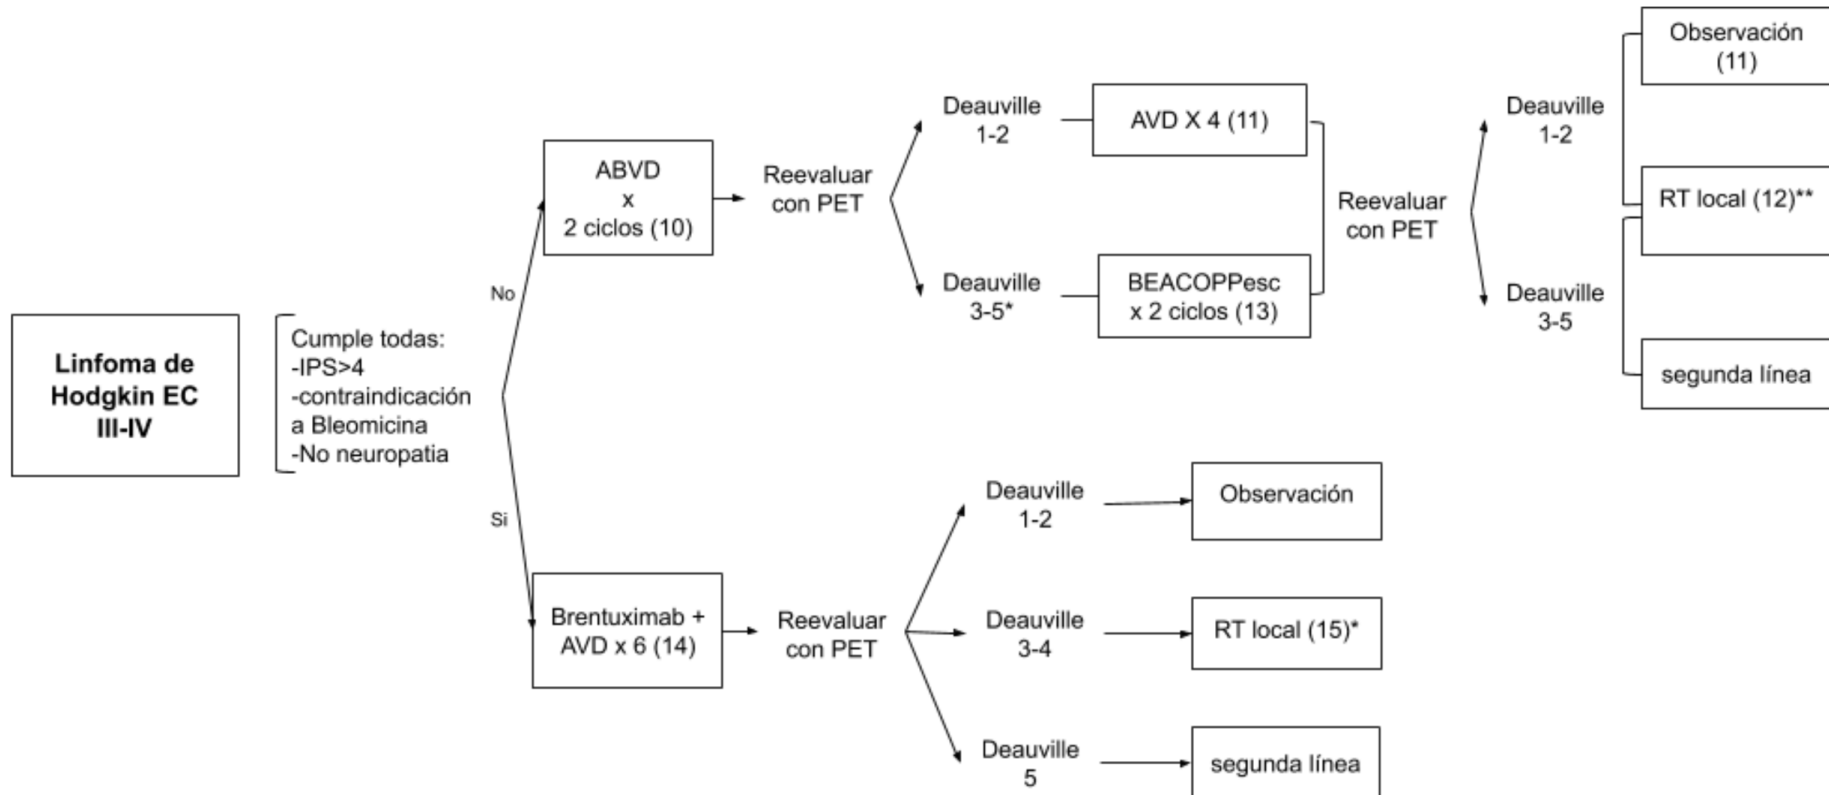 Linfoma de
Hodgkin EC
III-IV
Cumple todas:
-IPS>4
-contraindicación
a Bleomicina
-No neuropatia
No
ABVD
x
2 ciclos (10)
Reevaluar
con PET
Deauville
1-2
AVD X 4 (11)
Deauville
3-5*
BEACOPPesc
x 2 ciclos (13)
Reevaluar
con PET
Deauville
1-2
Observación
(11)
RT local (12)**
Deauville
3-5
segunda línea
Si
Brentuximab +
AVD x 6 (14)
Reevaluar
con PET
Deauville
1-2
Observación
Deauville
3-4
RT local (15)*
Deauville
5
segunda línea